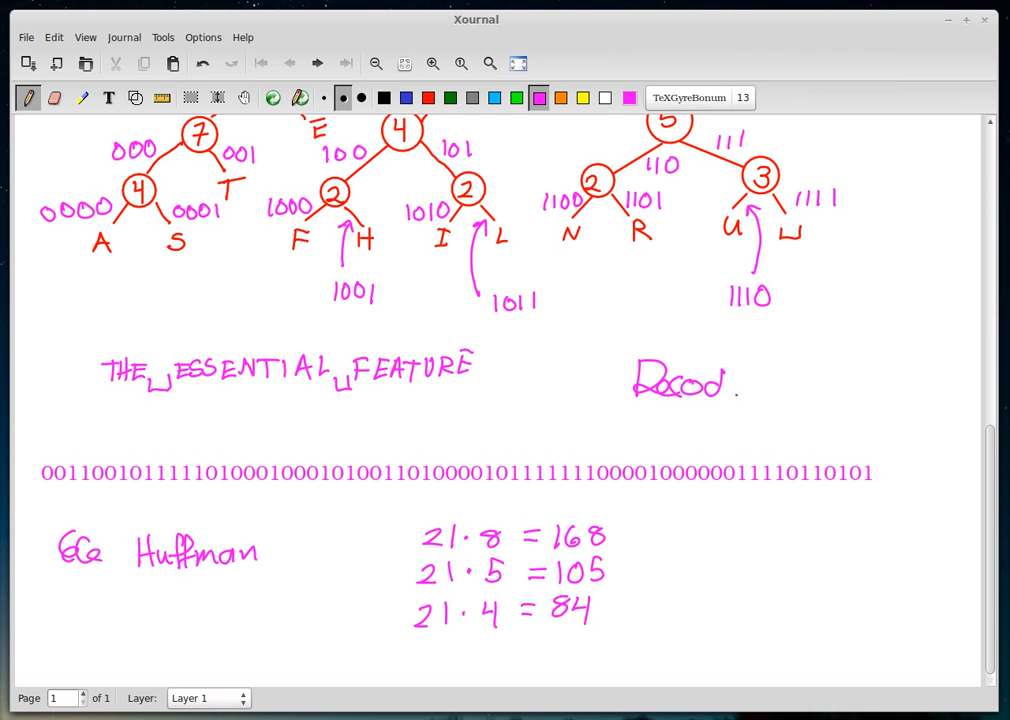 Xournal
File Edit View Journal Tools Options Help
TeXGyreBonum 13
7 E 4 5
000 001 100 101 110 111
4 T 2 2 2 3
0000 0001 1000 1010 1100 1101 1111
A S F H I L N R U ␣
1001 1011 1110
THE␣ESSENTIAL␣FEATURE
001100101111101000100010100110100001011111111000010000001111011 0101
Huffman
21·8 = 168
21·5 = 105
21·4 = 84
Page 1 of 1 Layer: Layer 1